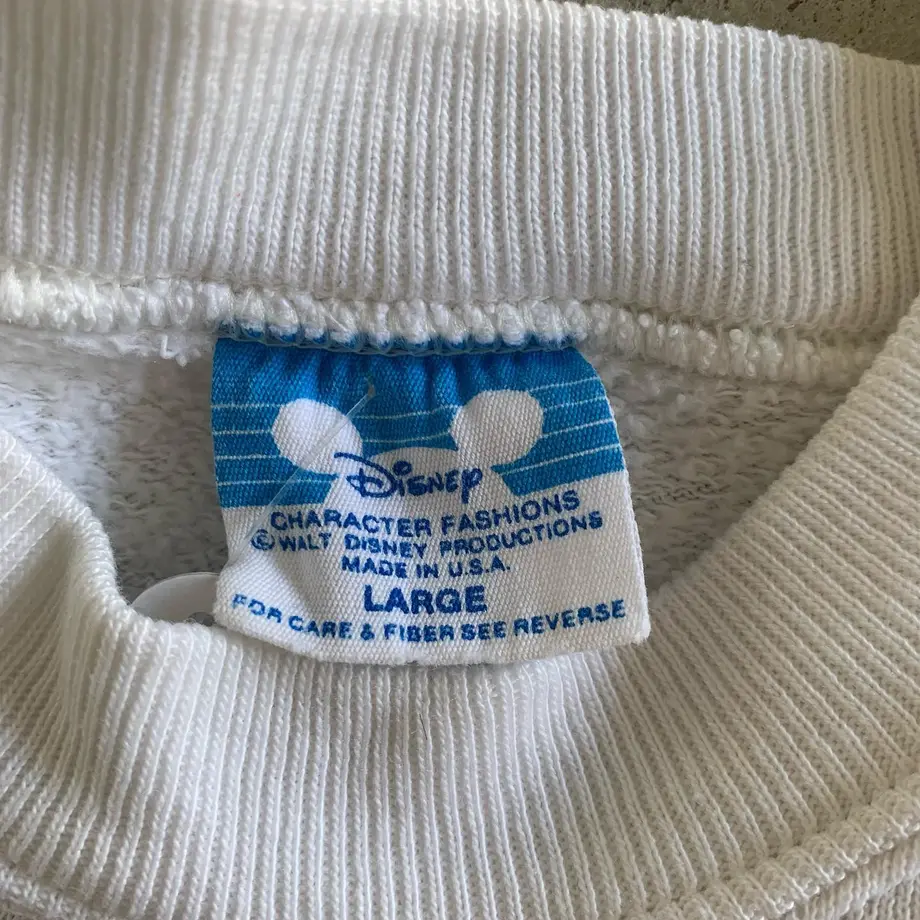 Disney
CHARACTER FASHIONS
© WALT DISNEY PRODUCTIONS
MADE IN U.S.A.
LARGE
FOR CARE & FIBER SEE REVERSE